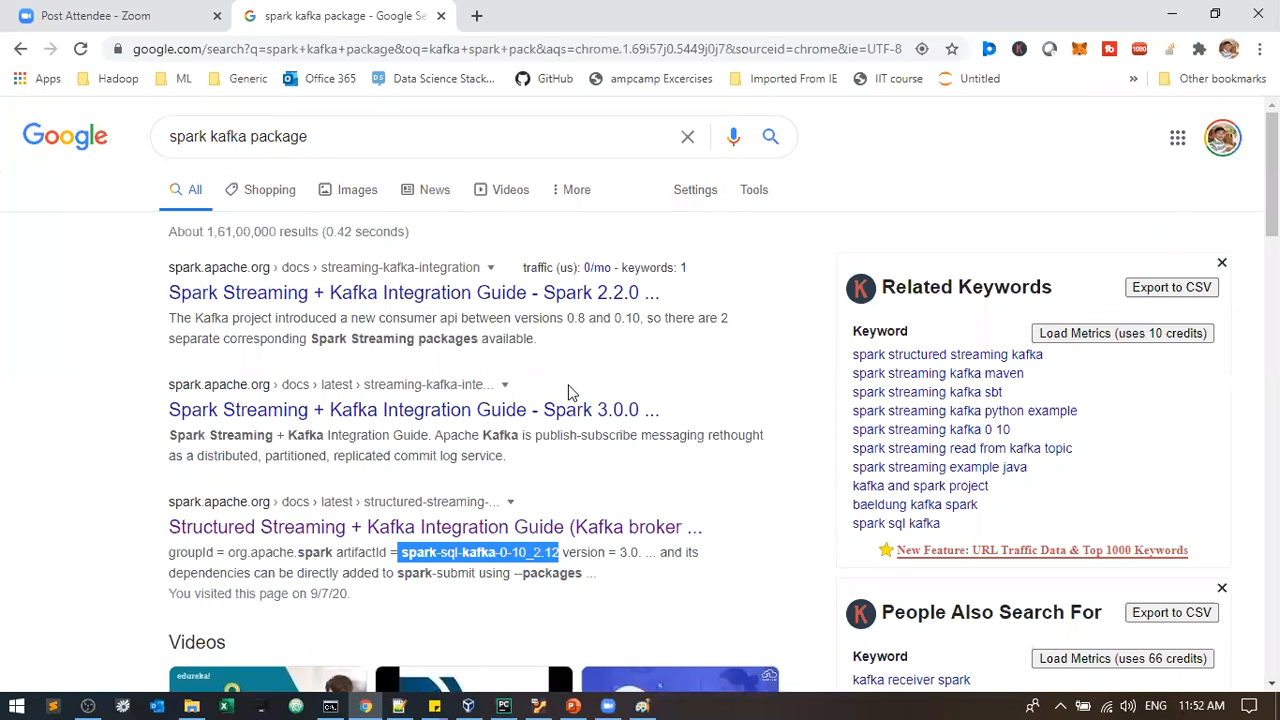 Post Attendee - Zoom
spark kafka package - Google Se
google.com/search?q=spark+kafka+package&oq=kafka+spark+pack&aqs=chrome.1.69i57j0.5449j0j7&sourceid=chrome&ie=UTF-8
1080
Apps
Hadoop
ML
Generic
Office 365
Data Science Stack...
GitHub
ampcamp Excercises
Imported From IE
IIT course
Untitled
»
Other bookmarks
Google
spark kafka package
All
Shopping
Images
News
Videos
More
Settings
Tools
About 1,61,00,000 results (0.42 seconds)
spark.apache.org › docs › streaming-kafka-integration
traffic (us): 0/mo - keywords: 1
Spark Streaming + Kafka Integration Guide - Spark 2.2.0 ...
The Kafka project introduced a new consumer api between versions 0.8 and 0.10, so there are 2
separate corresponding Spark Streaming packages available.
spark.apache.org › docs › latest › streaming-kafka-inte...
Spark Streaming + Kafka Integration Guide - Spark 3.0.0 ...
Spark Streaming + Kafka Integration Guide. Apache Kafka is publish-subscribe messaging rethought
as a distributed, partitioned, replicated commit log service.
spark.apache.org › docs › latest › structured-streaming-...
Structured Streaming + Kafka Integration Guide (Kafka broker ...
groupId = org.apache.spark artifactId = spark-sql-kafka-0-10_2.12 version = 3.0. ... and its
dependencies can be directly added to spark-submit using --packages ...
You visited this page on 9/7/20.
Videos
edureka!
K Related Keywords
Export to CSV
Keyword
Load Metrics (uses 10 credits)
spark structured streaming kafka
spark streaming kafka maven
spark streaming kafka sbt
spark streaming kafka python example
spark streaming kafka 0 10
spark streaming read from kafka topic
spark streaming example java
kafka and spark project
baeldung kafka spark
spark sql kafka
New Feature: URL Traffic Data & Top 1000 Keywords
K People Also Search For
Export to CSV
Keyword
Load Metrics (uses 66 credits)
kafka receiver spark
ENG
11:52 AM